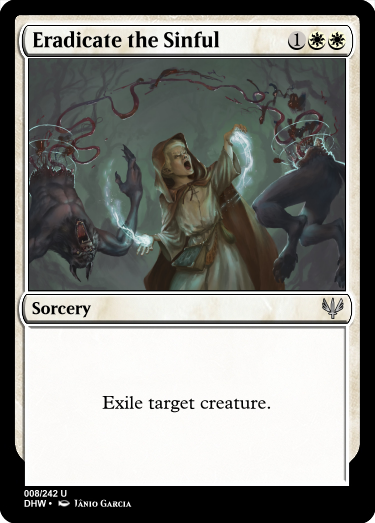 Eradicate the Sinful 1
Sorcery
Exile target creature.
008/242 U
DHW • Jânio Garcia